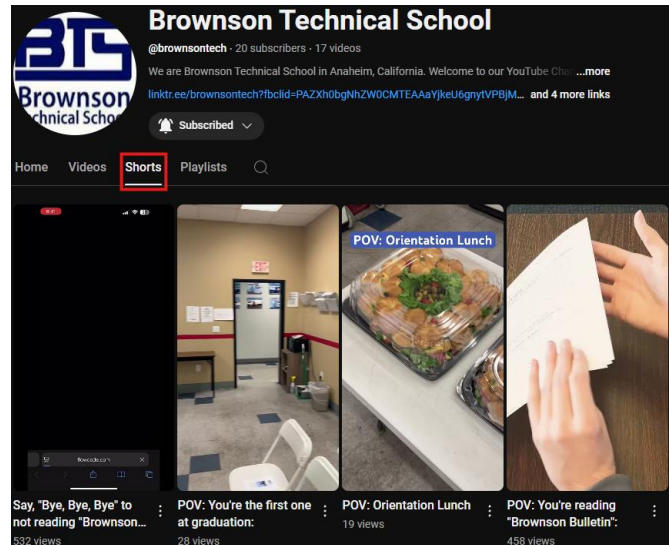 BTS
Brownson
Technical School
Brownson Technical School
@brownsontech · 20 subscribers · 17 videos
We are Brownson Technical School in Anaheim, California. Welcome to our YouTube Chan...more
linktr.ee/brownsontech?fbclid=PAZXh0bgNhZW0CMTEAAaYjkeU6gnytVPBjM... and 4 more links
Subscribed
Home Videos Shorts Playlists
POV: Orientation Lunch
flowcode.com
Say, "Bye, Bye, Bye" to
not reading "Brownson...
532 views
POV: You're the first one
at graduation:
28 views
POV: Orientation Lunch
19 views
POV: You're reading
"Brownson Bulletin":
458 views